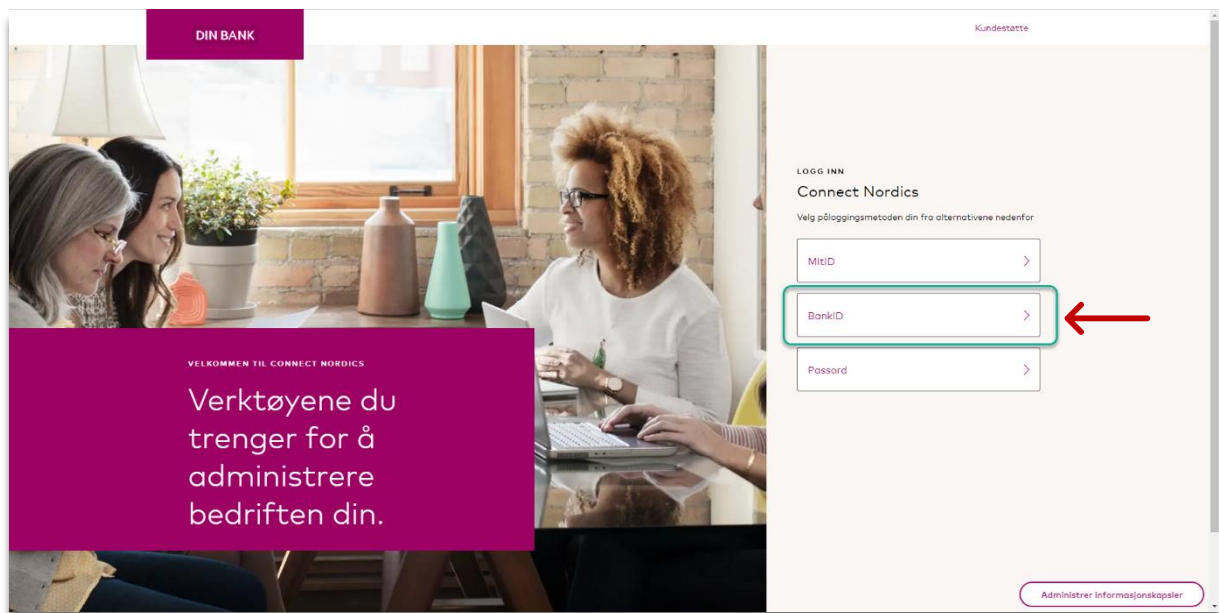 DIN BANK
Kundestøtte
LOGG INN
Connect Nordics
Velg påloggingsmetoden din fra alternativene nedenfor
MitID
BankID
Passord
VELKOMMEN TIL CONNECT NORDICS
Verktøyene du
trenger for å
administrere
bedriften din.
Administrer informasjonskapsler